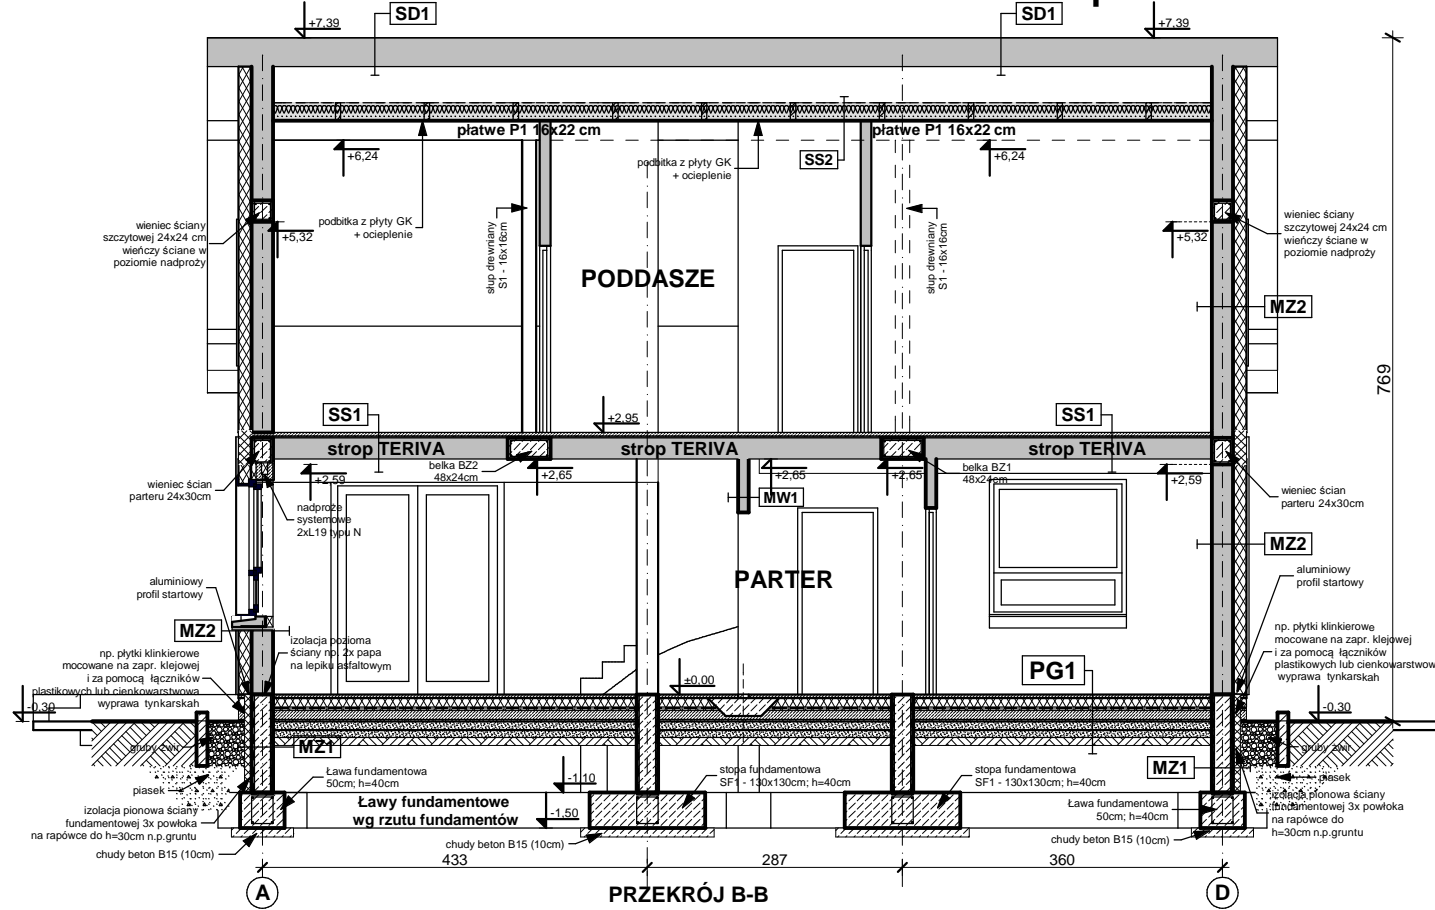 SD1
SD1
+7,39
+7,39
płatwe P1 16x22 cm
płatwe P1 16x22 cm
+6,24
+6,24
podbitka z płyty GK
+ ocieplenie
SS2
podbitka z płyty GK
+ ocieplenie
słup drewniany
S1 - 16x16cm
słup drewniany
S1 - 16x16cm
wieniec ściany
szczytowej 24x24 cm
wieńczy ściane w
poziomie nadproży
+5,32
+5,32
wieniec ściany
szczytowej 24x24 cm
wieńczy ściane w
poziomie nadproży
PODDASZE
MZ2
769
SS1
+2,95
SS1
strop TERIVA
strop TERIVA
strop TERIVA
belka BZ2
48x24cm
+2,59
+2,65
+2,65
+2,65
belka BZ1
48x24cm
+2,59
MW1
wieniec ścian
parteru 24x30cm
wieniec ścian
parteru 24x30cm
nadproże
systemowe
2xL19 typu N
MZ2
PARTER
aluminiowy
profil startowy
aluminiowy
profil startowy
MZ2
izolacja pozioma
ściany np. 2x papa
na lepiku asfaltowym
np. płytki klinkierowe
mocowane na zapr. klejowej
i za pomocą łączników
plastikowych lub cienkowarstwowa
wyprawa tynkarskah
np. płytki klinkierowe
mocowane na zapr. klejowej
i za pomocą łączników
plastikowych lub cienkowarstwow
wyprawa tynkarskah
PG1
±0,00
-0,30
-0.30
gruby żwir
gruby żwir
MZ1
MZ1
piasek
piasek
Ława fundamentowa
50cm; h=40cm
-1,10
stopa fundamentowa
SF1 - 130x130cm; h=40cm
stopa fundamentowa
SF1 - 130x130cm; h=40cm
Ława fundamentowa
50cm; h=40cm
Ławy fundamentowe
wg rzutu fundamentów
-1,50
izolacja pionowa ściany
fundamentowej 3x powłoka
na rapówce do h=30cm n.p.gruntu
izolacja pionowa ściany
fundamentowej 3x powłoka
na rapówce do
h=30cm n.p.gruntu
chudy beton B15 (10cm)
chudy beton B15 (10cm)
chudy beton B15 (10cm)
433
287
360
A
PRZEKRÓJ B-B
D